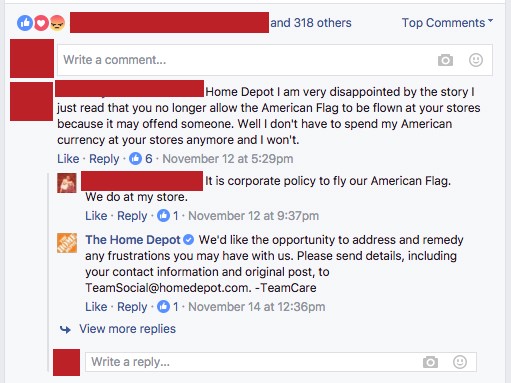 and 318 others Top Comments
Write a comment...
Home Depot I am very disappointed by the story I
just read that you no longer allow the American Flag to be flown at your stores
because it may offend someone. Well I don't have to spend my American
currency at your stores anymore and I won't.
Like · Reply · 6 · November 12 at 5:29pm
It is corporate policy to fly our American Flag.
We do at my store.
Like · Reply · 1 · November 12 at 9:37pm
The Home Depot We'd like the opportunity to address and remedy
any frustrations you may have with us. Please send details, including
your contact information and original post, to
TeamSocial@homedepot.com. -TeamCare
Like · Reply · 1 · November 14 at 12:36pm
View more replies
Write a reply...